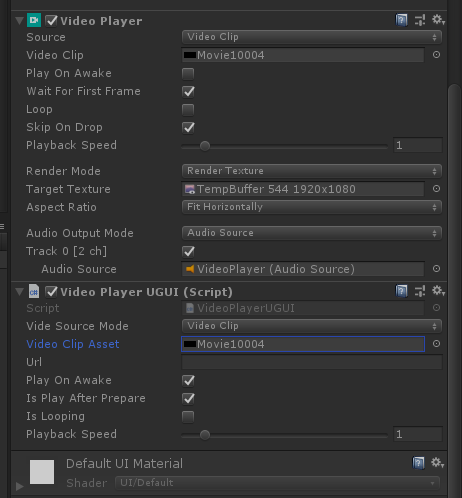 Video Player
Source Video Clip
Video Clip Movie10004
Play On Awake
Wait For First Frame
Loop
Skip On Drop
Playback Speed 1
Render Mode Render Texture
Target Texture TempBuffer 544 1920x1080
Aspect Ratio Fit Horizontally
Audio Output Mode Audio Source
Track 0 [2 ch]
Audio Source VideoPlayer (Audio Source)
Video Player UGUI (Script)
Script VideoPlayerUGUI
Vide Source Mode Video Clip
Video Clip Asset Movie10004
Url
Play On Awake
Is Play After Prepare
Is Looping
Playback Speed 1
Default UI Material
Shader UI/Default